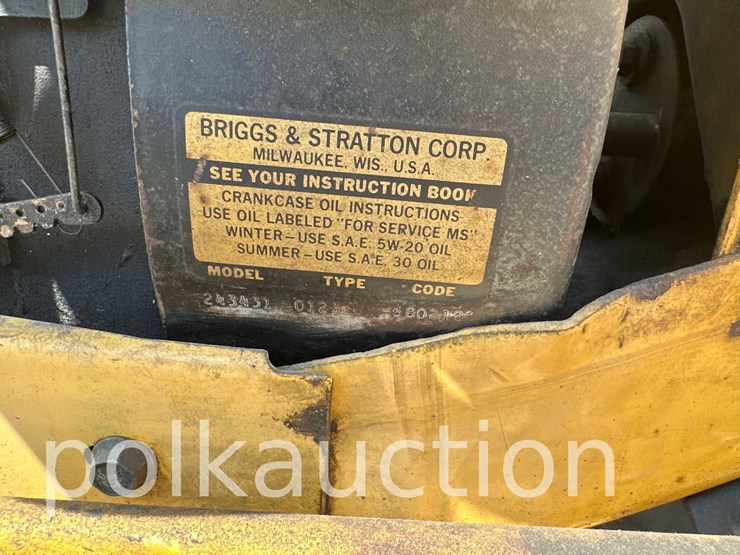 BRIGGS & STRATTON CORP.
MILWAUKEE, WIS., U.S.A.
SEE YOUR INSTRUCTION BOOK
CRANKCASE OIL INSTRUCTIONS
USE OIL LABELED "FOR SERVICE MS"
WINTER-USE S.A.E. 5W-20 OIL
SUMMER-USE S.A.E. 30 OIL
MODEL TYPE CODE
243431
polkauction